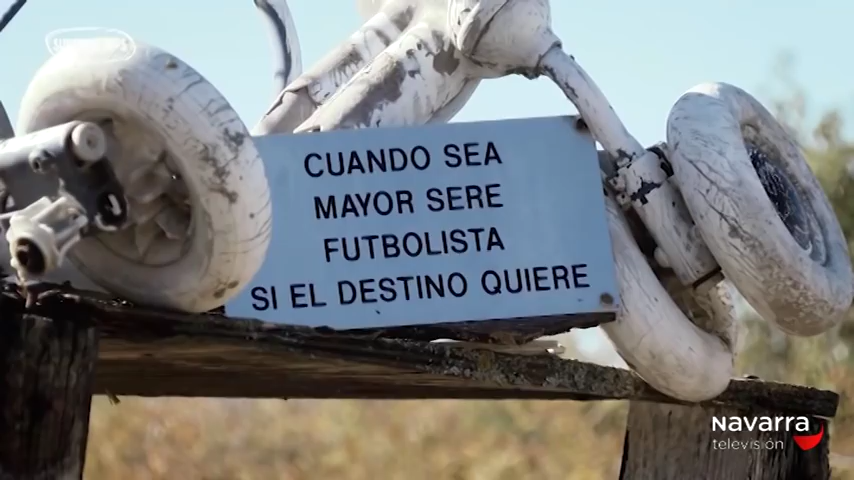 CUANDO SEA
MAYOR SERE
FUTBOLISTA
SI EL DESTINO QUIERE
Navarra
televisión